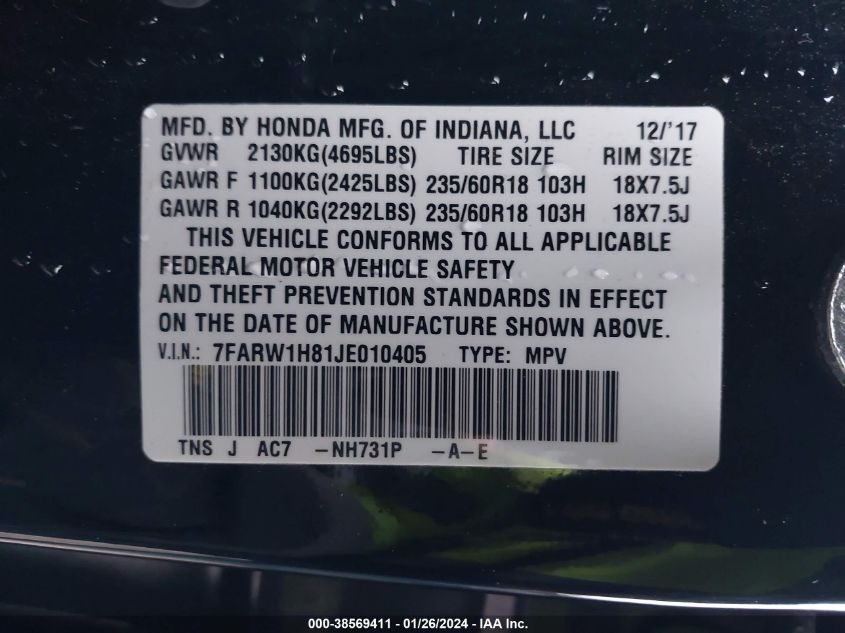 MFD. BY HONDA MFG. OF INDIANA, LLC 12/'17
GVWR 2130KG(4695LBS) TIRE SIZE RIM SIZE
GAWR F 1100KG(2425LBS) 235/60R18 103H 18X7.5J
GAWR R 1040KG(2292LBS) 235/60R18 103H 18X7.5J
THIS VEHICLE CONFORMS TO ALL APPLICABLE
FEDERAL MOTOR VEHICLE SAFETY
AND THEFT PREVENTION STANDARDS IN EFFECT
ON THE DATE OF MANUFACTURE SHOWN ABOVE.
V.I.N.: 7FARW1H81JE010405 TYPE: MPV
TNS J AC7 -NH731P -A-E
000-38569411 - 01/26/2024 - IAA Inc.